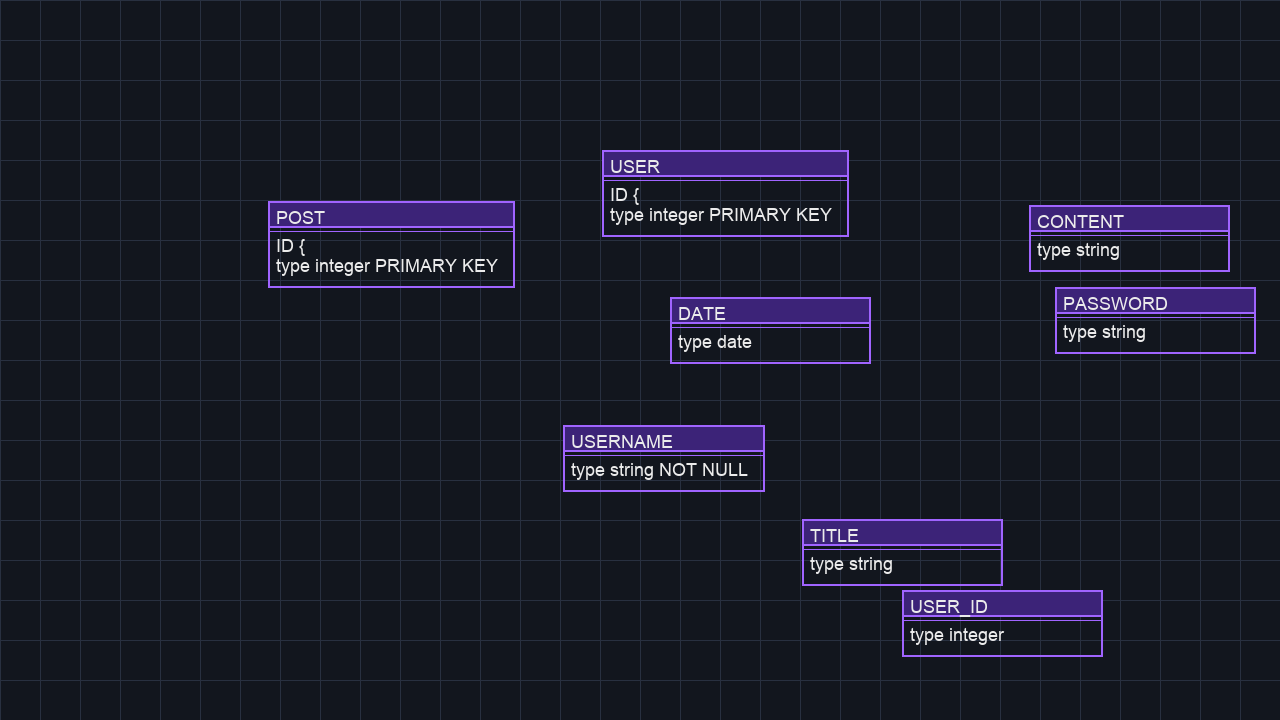 USER
ID {
type integer PRIMARY KEY
POST
ID {
type integer PRIMARY KEY
CONTENT
type string
PASSWORD
type string
DATE
type date
USERNAME
type string NOT NULL
TITLE
type string
USER_ID
type integer